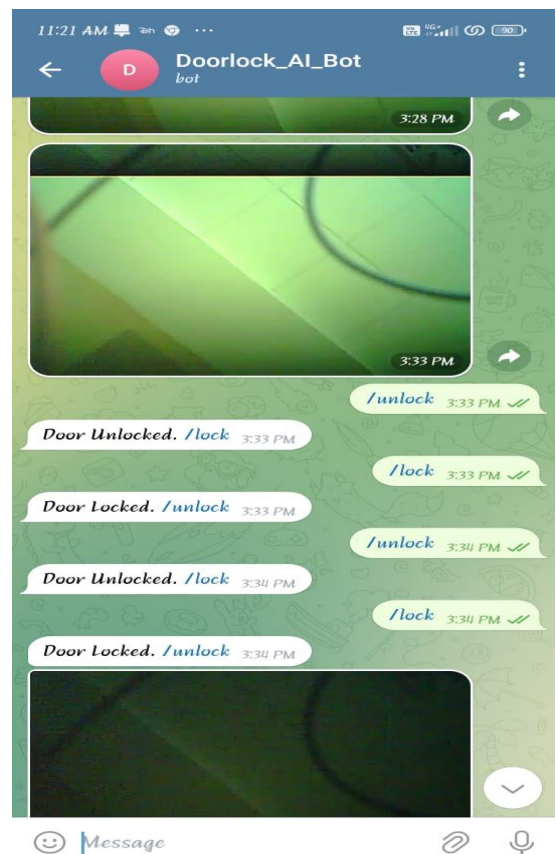 11:21 AM
Doorlock_AI_Bot
D
bot
3:28 PM
3:33 PM
/unlock 3:33 PM
Door Unlocked. /lock 3:33 PM
/lock 3:33 PM
Door Locked. /unlock 3:33 PM
/unlock 3:34 PM
Door Unlocked. /lock 3:34 PM
/lock 3:34 PM
Door Locked. /unlock 3:34 PM
Message